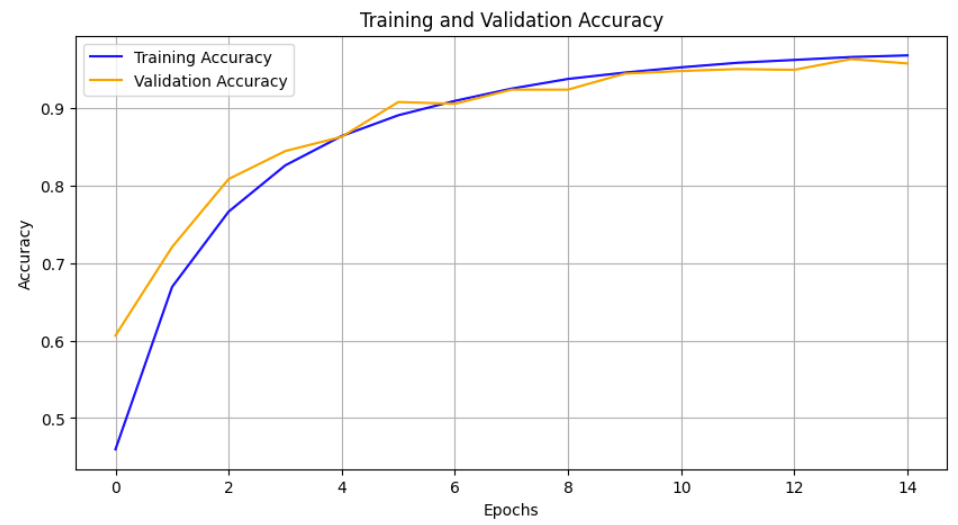 Training and Validation Accuracy
Training Accuracy
Validation Accuracy
0.9
0.8
0.7
0.6
0.5
Accuracy
0 2 4 6 8 10 12 14
Epochs